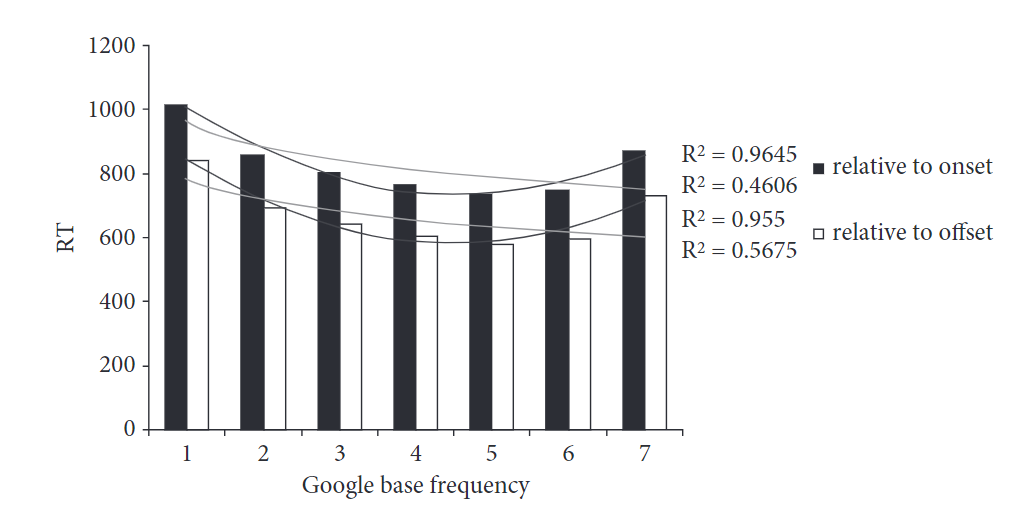 1200
1000
800
600
400
200
0
RT
1 2 3 4 5 6 7
Google base frequency
R² = 0.9645
R² = 0.4606
R² = 0.955
R² = 0.5675
relative to onset
relative to offset